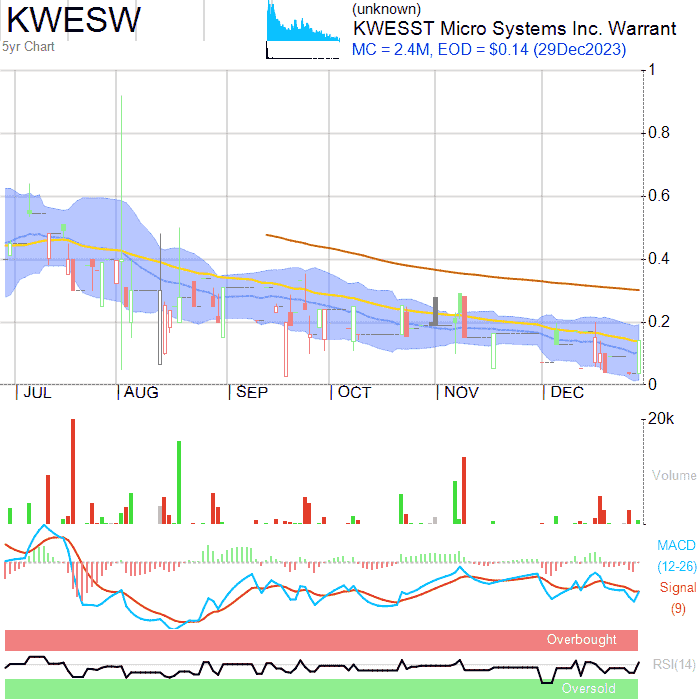 KWESW
5yr Chart
(unknown)
KWESST Micro Systems Inc. Warrant
MC = 2.4M, EOD = $0.14 (29Dec2023)
1
0.8
0.6
0.4
0.2
0
JUL AUG SEP OCT NOV DEC
20k
Volume
MACD
(12-26)
Signal
(9)
Overbought
RSI(14)
Oversold